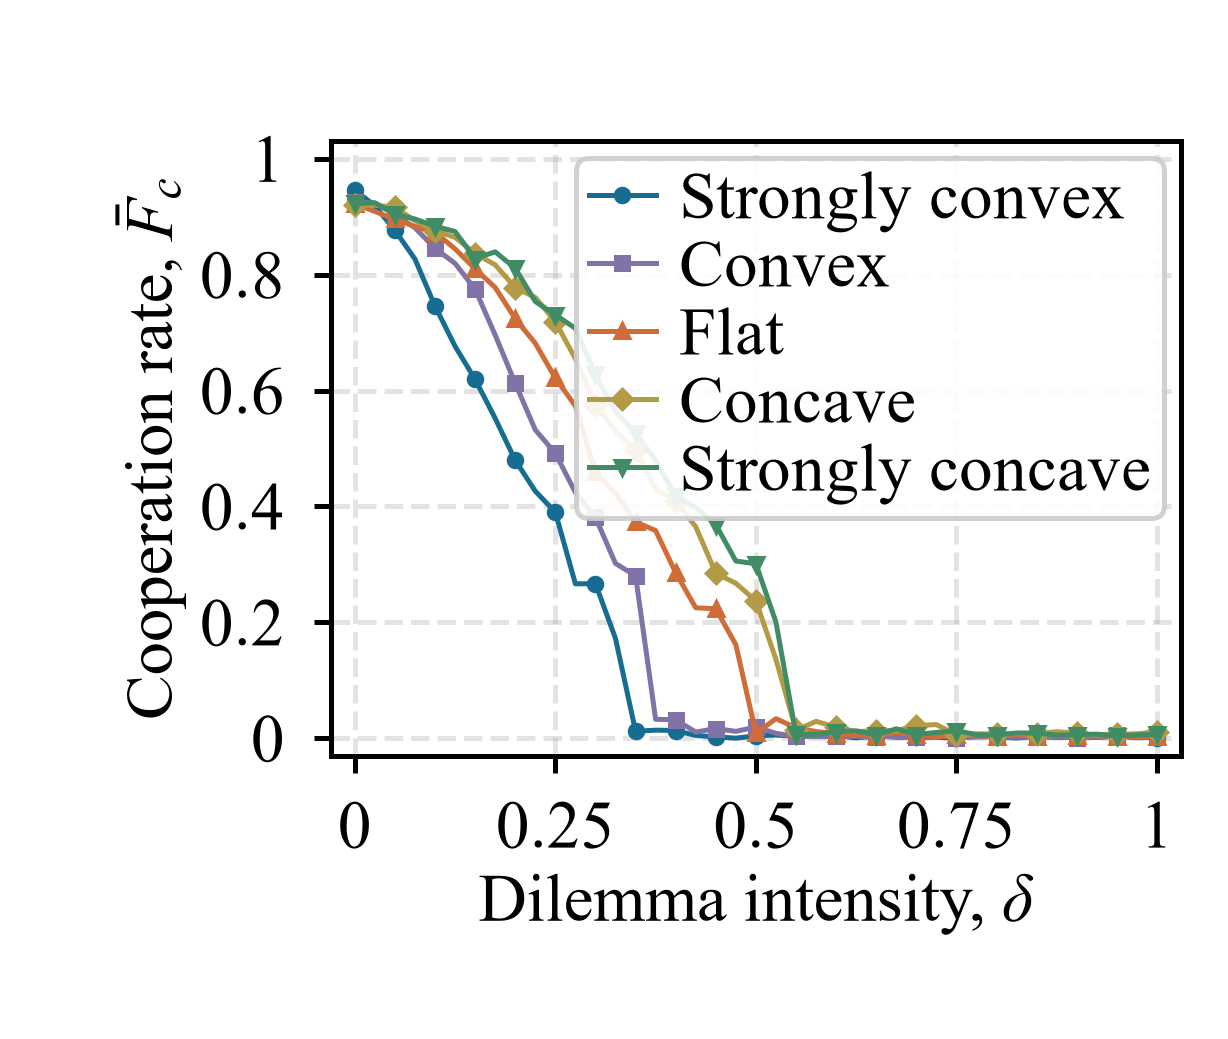 Cooperation rate, F̄_c
1
0.8
0.6
0.4
0.2
0
Strongly convex
Convex
Flat
Concave
Strongly concave
0 0.25 0.5 0.75 1
Dilemma intensity, δ